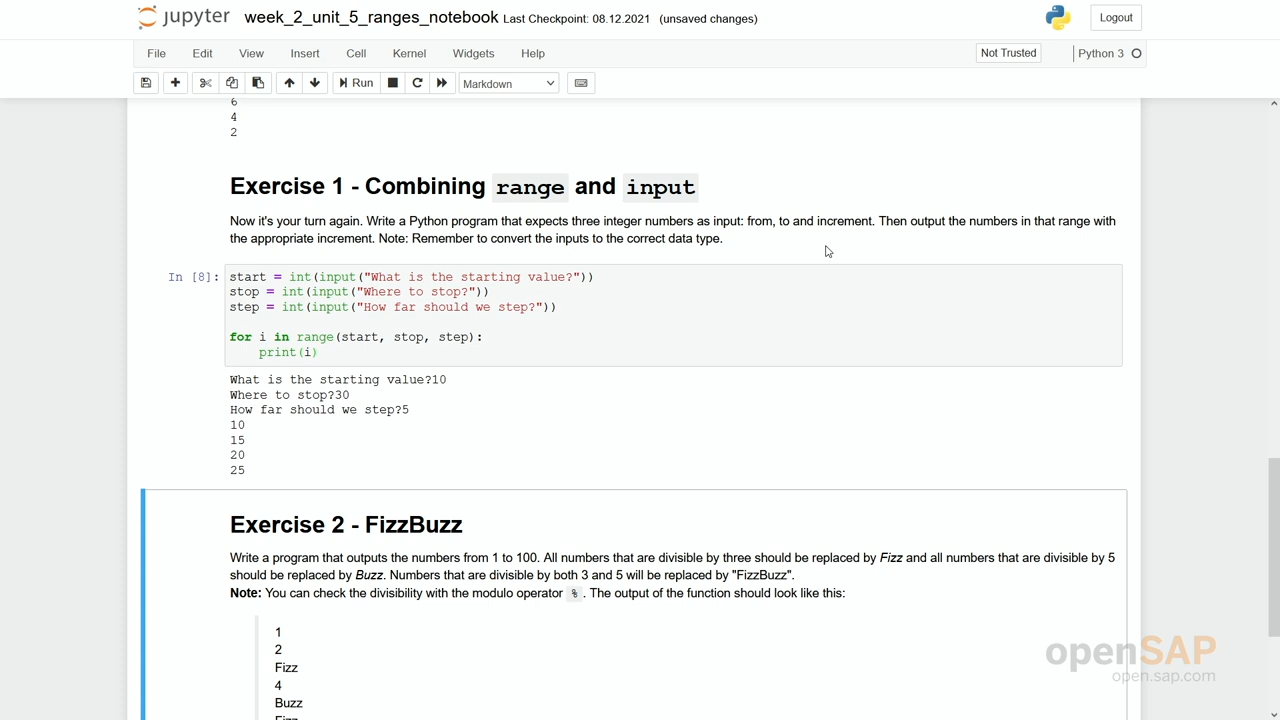 jupyter week_2_unit_5_ranges_notebook Last Checkpoint: 08.12.2021 (unsaved changes) Logout
File Edit View Insert Cell Kernel Widgets Help Not Trusted Python 3
Run Markdown
6
4
2
Exercise 1 - Combining range and input
Now it's your turn again. Write a Python program that expects three integer numbers as input: from, to and increment. Then output the numbers in that range with
the appropriate increment. Note: Remember to convert the inputs to the correct data type.
In [8]: start = int(input("What is the starting value?"))
stop = int(input("Where to stop?"))
step = int(input("How far should we step?"))
for i in range(start, stop, step):
print(i)
What is the starting value?10
Where to stop?30
How far should we step?5
10
15
20
25
Exercise 2 - FizzBuzz
Write a program that outputs the numbers from 1 to 100. All numbers that are divisible by three should be replaced by Fizz and all numbers that are divisible by 5
should be replaced by Buzz. Numbers that are divisible by both 3 and 5 will be replaced by "FizzBuzz".
Note: You can check the divisibility with the modulo operator % . The output of the function should look like this:
1
2
Fizz
4
Buzz
Fizz
openSAP
open.sap.com